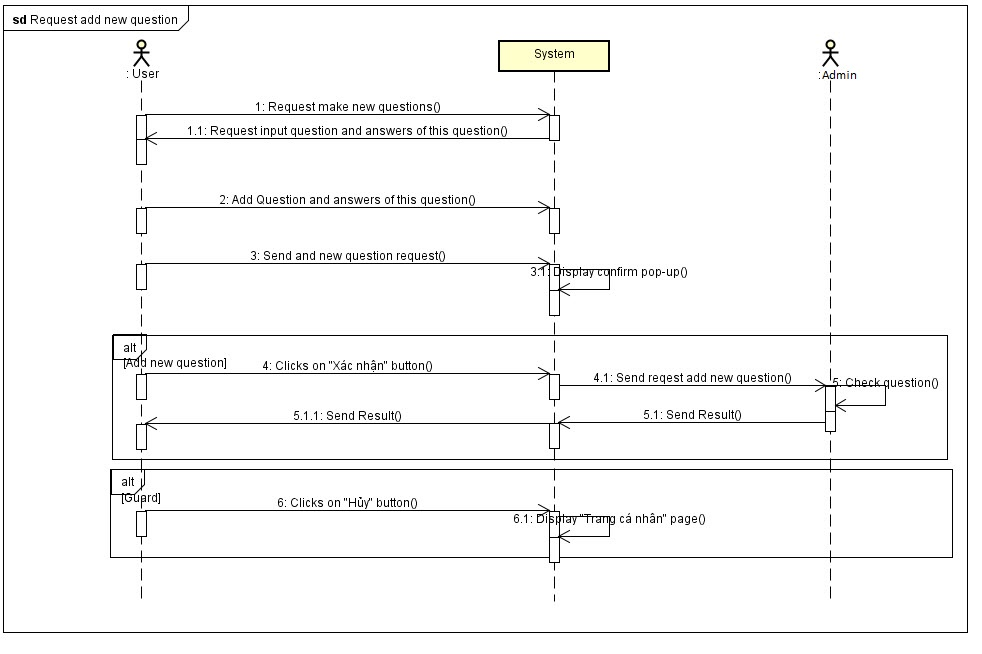 sd Request add new question
: User
System
:Admin
1: Request make new questions()
1.1: Request input question and answers of this question()
2: Add Question and answers of this question()
3: Send and new question request()
3.1: Display confirm pop-up()
alt
[Add new question]
4: Clicks on "Xác nhận" button()
4.1: Send reqest add new question()
5: Check question()
5.1.1: Send Result()
5.1: Send Result()
alt
[Guard]
6: Clicks on "Hủy" button()
6.1: Display "Trang cá nhân" page()